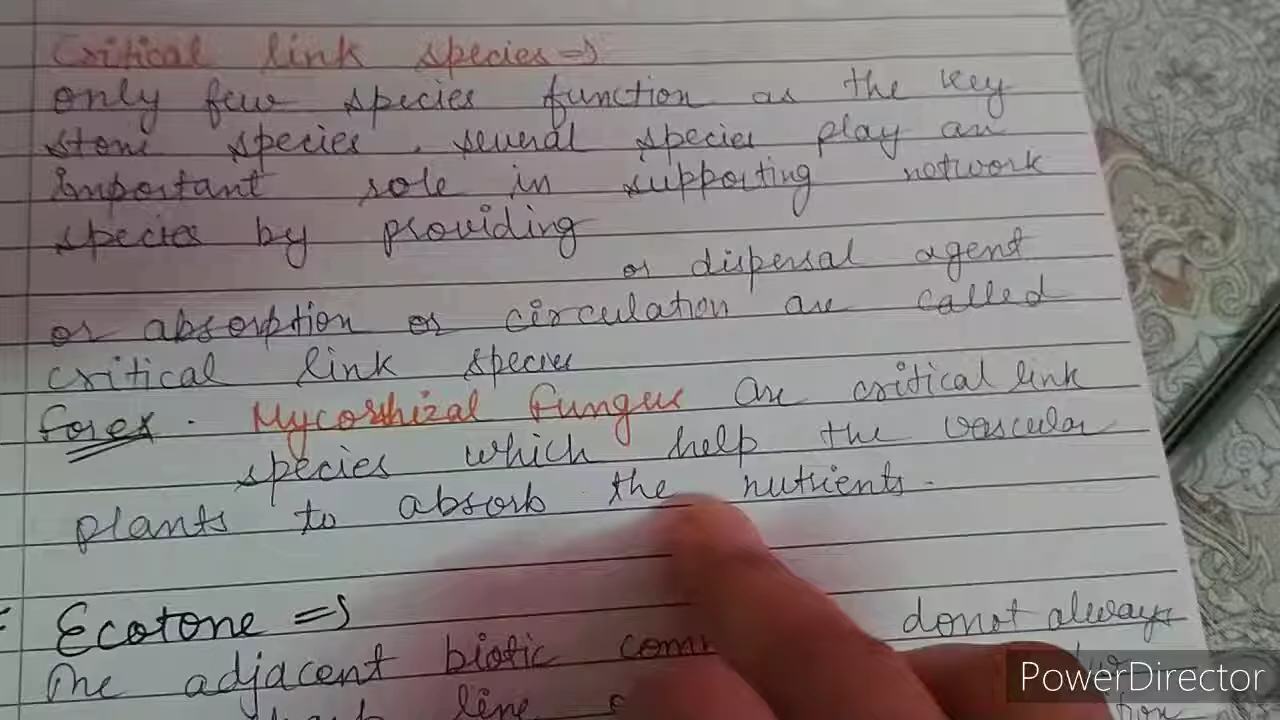 Critical link species =>
only few species function as the key
stone species. several species play an
important role in supporting network
species by providing
or dispersal agent
or absorption or circulation are called
critical link species
Forex. Mycorrhizal Fungus are critical link
species which help the vascular
plants to absorb the nutrients.
Ecotone =>
The adjacent biotic donot always
line
PowerDirector